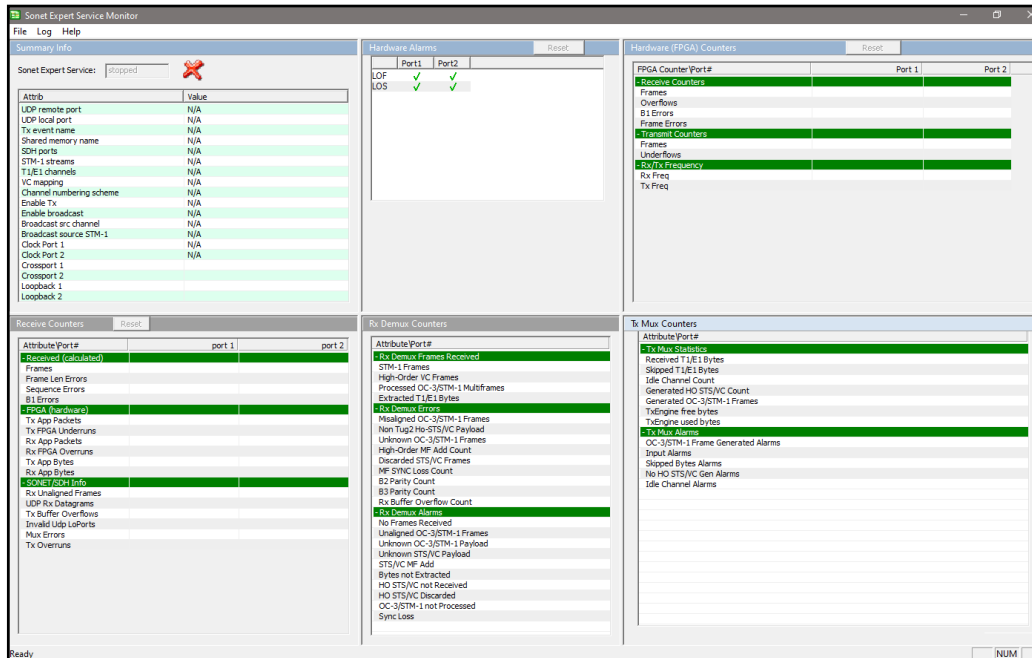 Sonet Expert Service Monitor
File Log Help
Summary Info
Sonet Expert Service: stopped
Attrib Value
UDP remote port N/A
UDP local port N/A
Tx event name N/A
Shared memory name N/A
SDH ports N/A
STM-1 streams N/A
T1/E1 channels N/A
VC mapping N/A
Channel numbering scheme N/A
Enable Tx N/A
Enable broadcast N/A
Broadcast src channel N/A
Broadcast source STM-1 N/A
Clock Port 1 N/A
Clock Port 2 N/A
Crossport 1
Crossport 2
Loopback 1
Loopback 2
Hardware Alarms Reset
Port1 Port2
LOF
LOS
Hardware (FPGA) Counters Reset
FPGA Counter\Port# Port 1 Port 2
- Receive Counters
Frames
Overflows
B1 Errors
Frame Errors
- Transmit Counters
Frames
Underflows
- Rx/Tx Frequency
Rx Freq
Tx Freq
Receive Counters Reset
Attribute\Port# port 1 port 2
- Received (calculated)
Frames
Frame Len Errors
Sequence Errors
B1 Errors
- FPGA (hardware)
Tx App Packets
Tx FPGA Underruns
Rx App Packets
Rx FPGA Overruns
Tx App Bytes
Rx App Bytes
- SONET/SDH Info
Rx Unaligned Frames
UDP Rx Datagrams
Tx Buffer Overflows
Invalid Udp LoPorts
Mux Errors
Tx Overruns
Rx Demux Counters
Attribute\Port#
- Rx Demux Frames Received
STM-1 Frames
High-Order VC Frames
Processed OC-3/STM-1 Multiframes
Extracted T1/E1 Bytes
- Rx Demux Errors
Misaligned OC-3/STM-1 Frames
Non Tug2 Ho-STS/VC Payload
Unknown OC-3/STM-1 Frames
High-Order MF Add Count
Discarded STS/VC Frames
MF SYNC Loss Count
B2 Parity Count
B3 Parity Count
Rx Buffer Overflow Count
- Rx Demux Alarms
No Frames Received
Unaligned OC-3/STM-1 Frames
Unknown OC-3/STM-1 Payload
Unknown STS/VC Payload
STS/VC MF Add
Bytes not Extracted
HO STS/VC not Received
HO STS/VC Discarded
OC-3/STM-1 not Processed
Sync Loss
Tx Mux Counters
Attribute\Port#
- Tx Mux Statistics
Received T1/E1 Bytes
Skipped T1/E1 Bytes
Idle Channel Count
Generated HO STS/VC Count
Generated OC-3/STM-1 Frames
TxEngine free bytes
TxEngine used bytes
- Tx Mux Alarms
OC-3/STM-1 Frame Generated Alarms
Input Alarms
Skipped Bytes Alarms
No HO STS/VC Gen Alarms
Idle Channel Alarms
Ready NUM